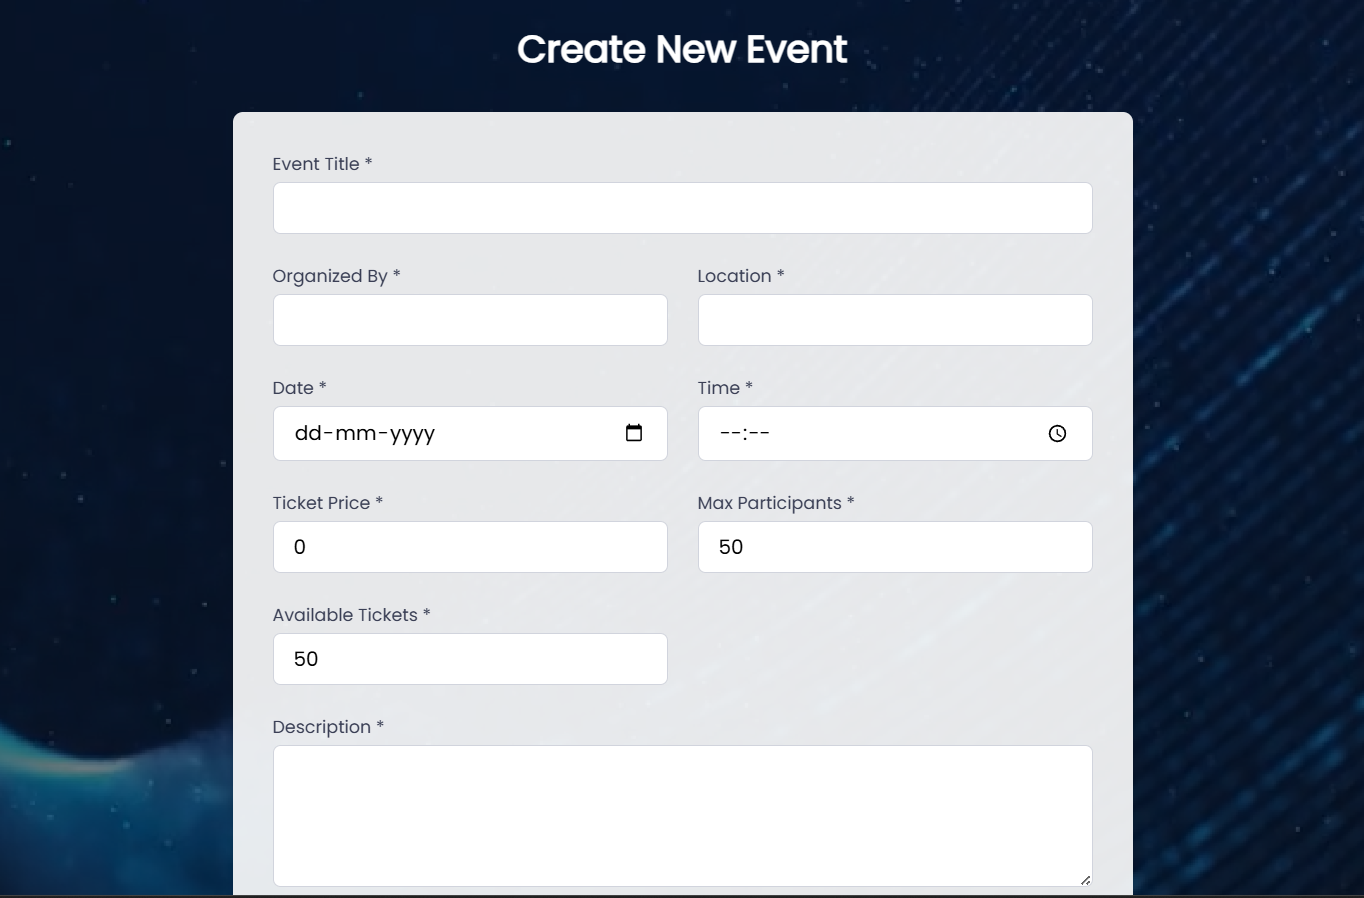 Create New Event
Event Title *
Organized By * Location *
Date * Time *
dd-mm-yyyy --:--
Ticket Price * Max Participants *
0 50
Available Tickets *
50
Description *